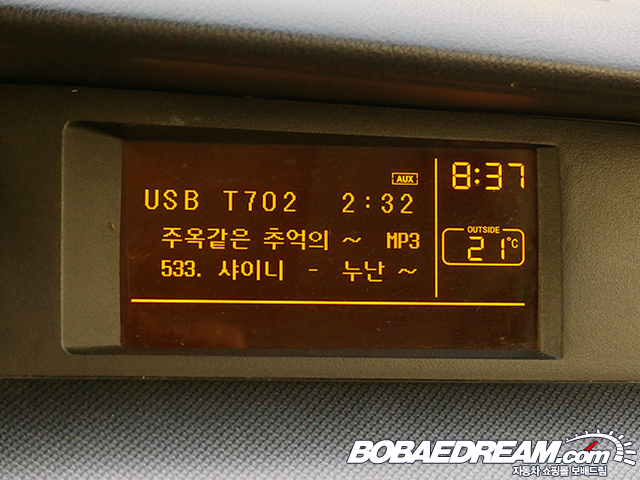 AUX
8:37
USB T702 2:32
OUTSIDE
21°C
주옥같은 추억의 ~ MP3
533. 샤이니 - 누난 ~
BOBAEDREAM.com
자동차 쇼핑몰 보배드림